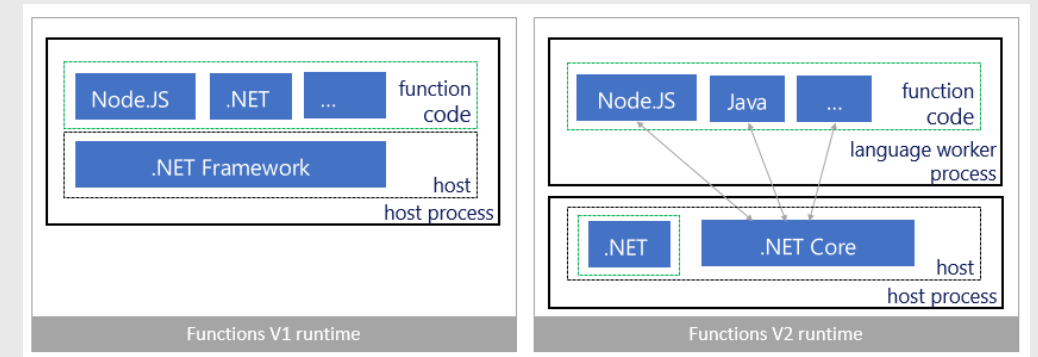 Node.JS
.NET
...
function
code
.NET Framework
host
host process
Functions V1 runtime
Node.JS
Java
...
function
code
language worker
process
.NET
.NET Core
host
host process
Functions V2 runtime